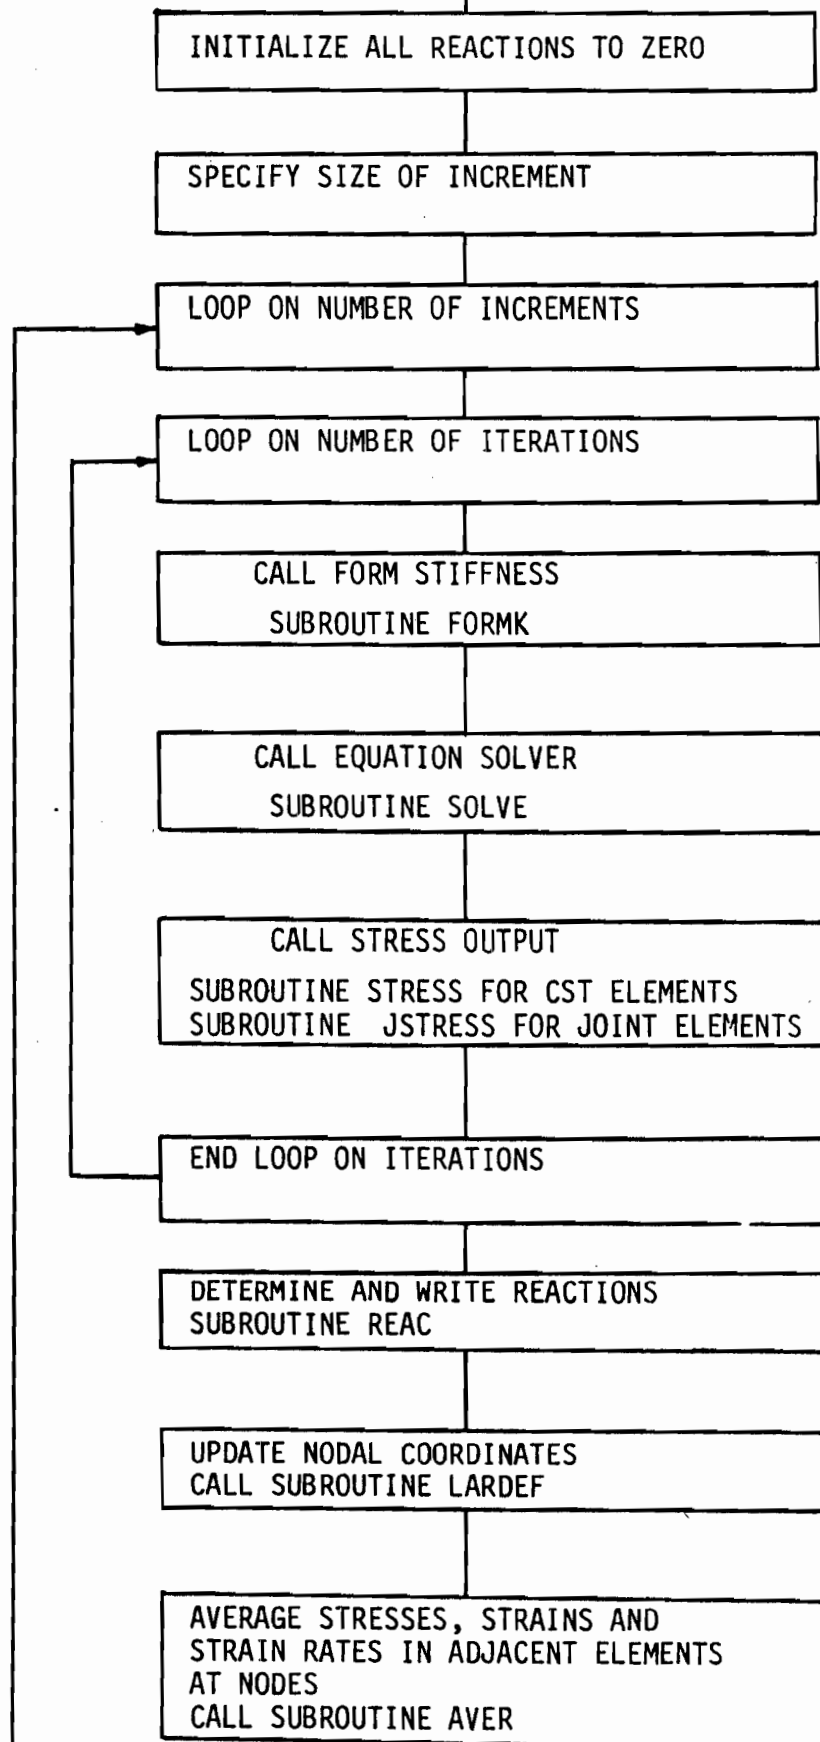 INITIALIZE ALL REACTIONS TO ZERO
SPECIFY SIZE OF INCREMENT
LOOP ON NUMBER OF INCREMENTS
LOOP ON NUMBER OF ITERATIONS
CALL FORM STIFFNESS
SUBROUTINE FORMK
CALL EQUATION SOLVER
SUBROUTINE SOLVE
CALL STRESS OUTPUT
SUBROUTINE STRESS FOR CST ELEMENTS
SUBROUTINE JSTRESS FOR JOINT ELEMENTS
END LOOP ON ITERATIONS
DETERMINE AND WRITE REACTIONS
SUBROUTINE REAC
UPDATE NODAL COORDINATES
CALL SUBROUTINE LARDEF
AVERAGE STRESSES, STRAINS AND
STRAIN RATES IN ADJACENT ELEMENTS
AT NODES
CALL SUBROUTINE AVER